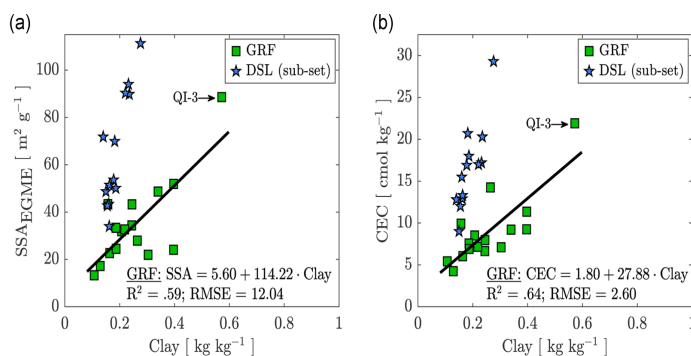 (a)
GRF
DSL (sub-set)
QI-3
GRF: SSA = 5.60 + 114.22 · Clay
R² = .59; RMSE = 12.04
SSA_EGME [ m² g⁻¹ ]
100
80
60
40
20
0
0 0.2 0.4 0.6 0.8 1
Clay [ kg kg⁻¹ ]
(b)
GRF
DSL (sub-set)
QI-3
GRF: CEC = 1.80 + 27.88 · Clay
R² = .64; RMSE = 2.60
CEC [ cmol kg⁻¹ ]
30
25
20
15
10
5
0
0 0.2 0.4 0.6 0.8 1
Clay [ kg kg⁻¹ ]